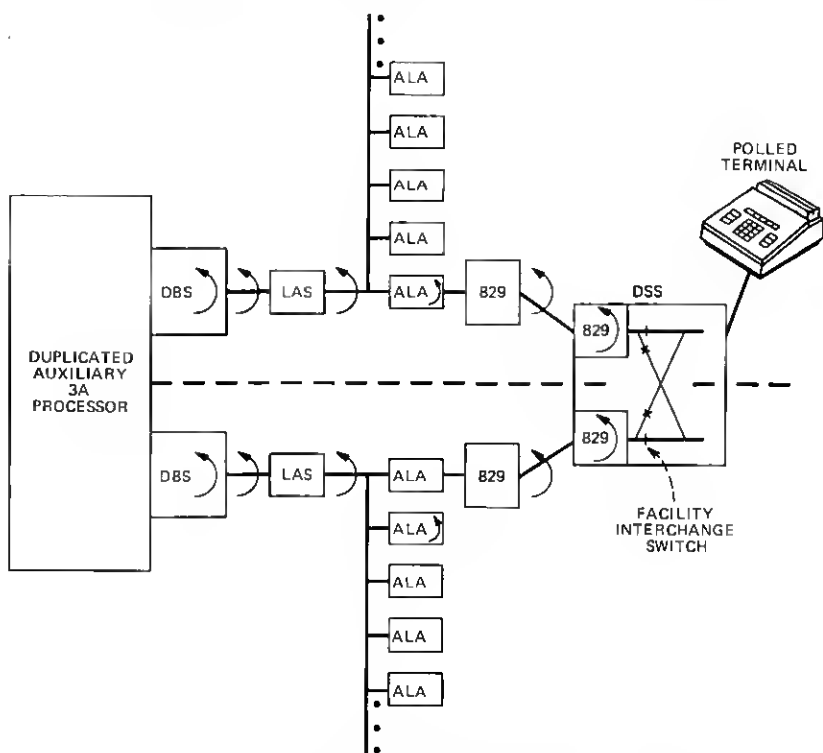 ALA
ALA
ALA
ALA
POLLED
TERMINAL
DBS
LAS
ALA
829
DSS
829
DUPLICATED
AUXILIARY
3A
PROCESSOR
829
DBS
LAS
ALA
829
ALA
FACILITY
INTERCHANGE
SWITCH
ALA
ALA
ALA